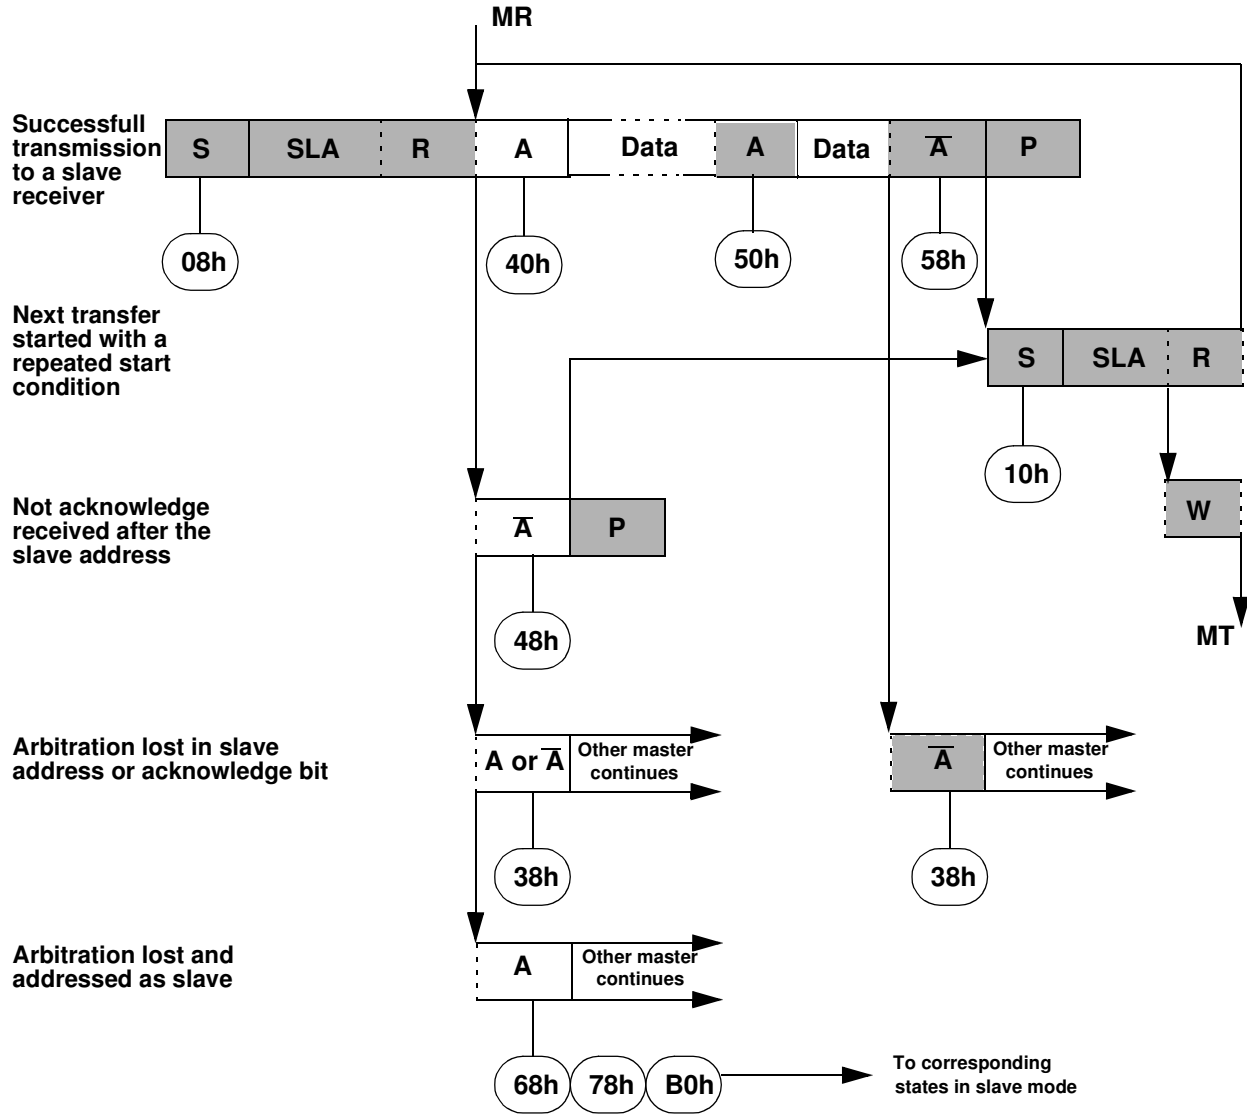 MR
Successfull
transmission
to a slave
receiver
S SLA R A Data A Data A̅ P
08h 40h 50h 58h
Next transfer
started with a
repeated start
condition
S SLA R
10h
Not acknowledge
received after the
slave address
A̅ P
W
48h
MT
Arbitration lost in slave
address or acknowledge bit
A or A̅
Other master
continues
A̅
Other master
continues
38h 38h
Arbitration lost and
addressed as slave
A
Other master
continues
68h 78h B0h
To corresponding
states in slave mode